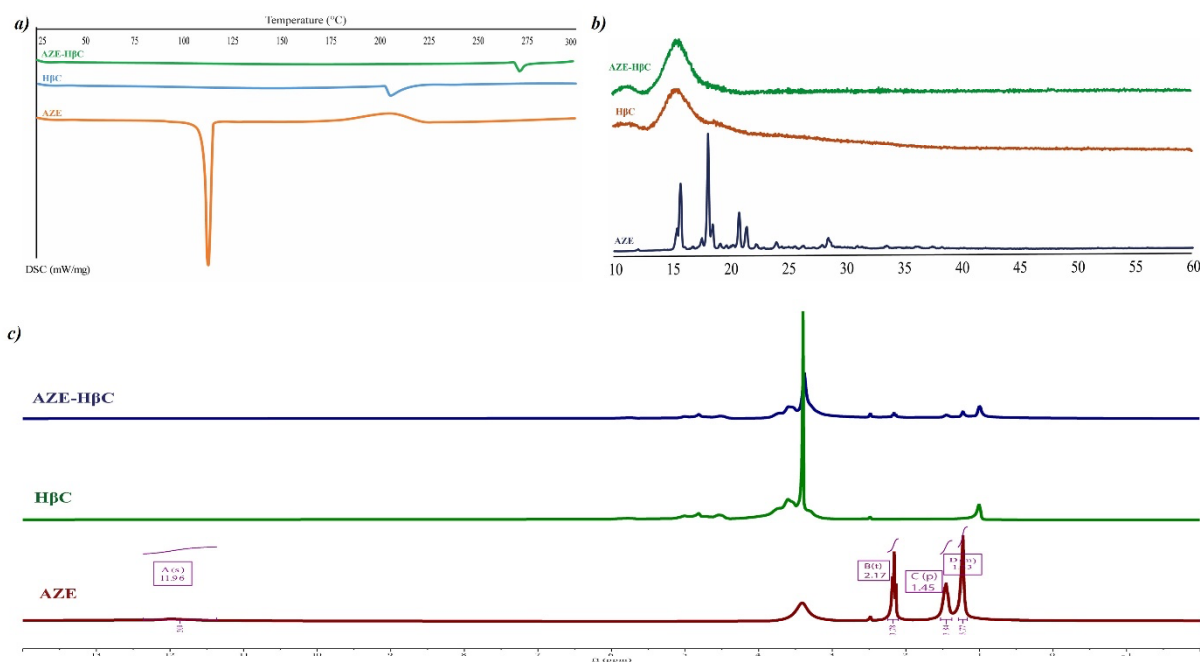 a)
Temperature (°C)
25 50 75 100 125 150 175 200 225 250 275 300
AZE-HβC
HβC
AZE
DSC (mW/mg)
b)
AZE-HβC
HβC
AZE
10 15 20 25 30 35 40 45 50 55 60
c)
AZE-HβC
HβC
AZE
A (s)
11.96
B(t)
2.17
C (p)
1.45